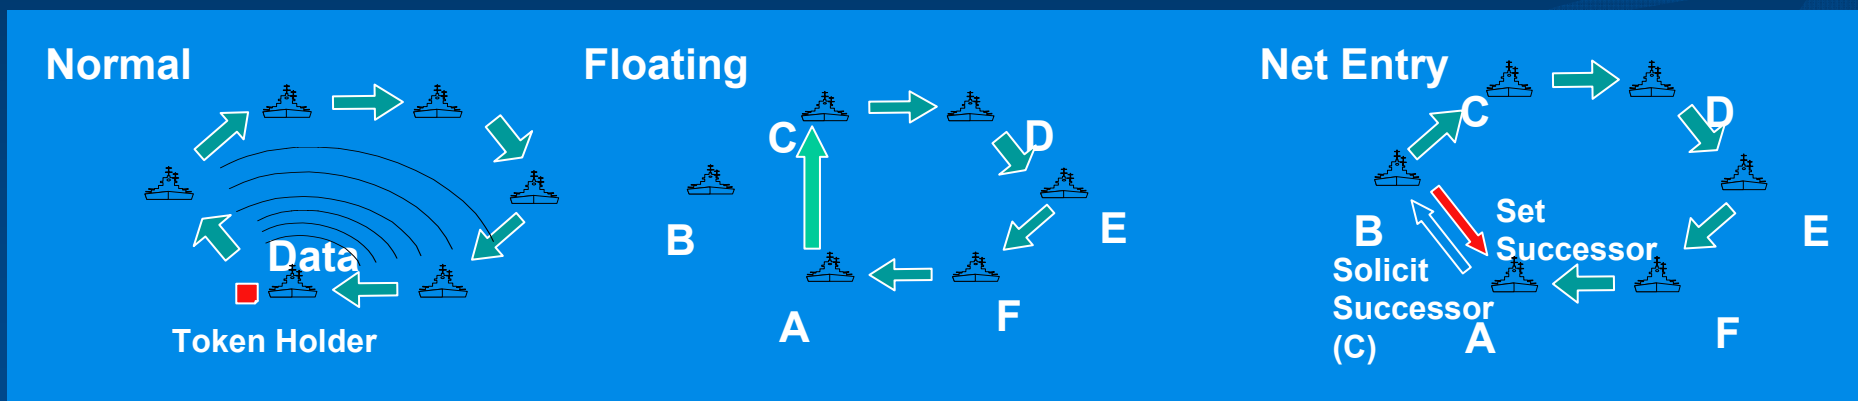 Normal
Data
Token Holder
Floating
C
D
B
E
A
F
Net Entry
C
D
B
E
Set
Successor
Solicit
Successor
(C)
A
F